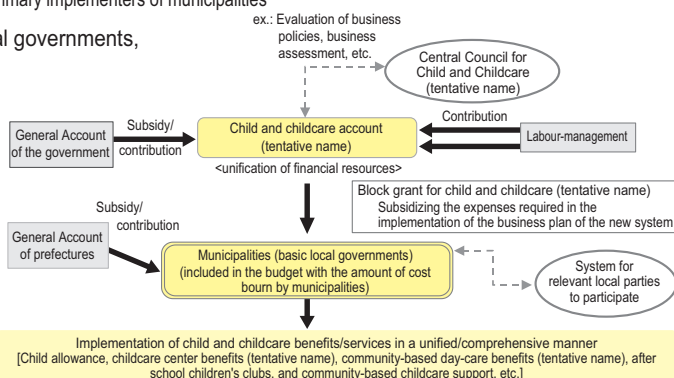 mary implementers of municipalities
al governments,
ex.: Evaluation of business
policies, business
assessment, etc.
Central Council for
Child and Childcare
(tentative name)
General Account
of the government
Subsidy/
contribution
Child and childcare account
(tentative name)
Contribution
Labour-management
<unification of financial resources>
Block grant for child and childcare (tentative name)
Subsidizing the expenses required in the
implementation of the business plan of the new system
Subsidy/
contribution
General Account
of prefectures
Municipalities (basic local governments)
(included in the budget with the amount of cost
bourn by municipalities)
System for
relevant local parties
to participate
Implementation of child and childcare benefits/services in a unified/comprehensive manner
[Child allowance, childcare center benefits (tentative name), community-based day-care benefits (tentative name), after
school children's clubs, and community-based childcare support, etc.]